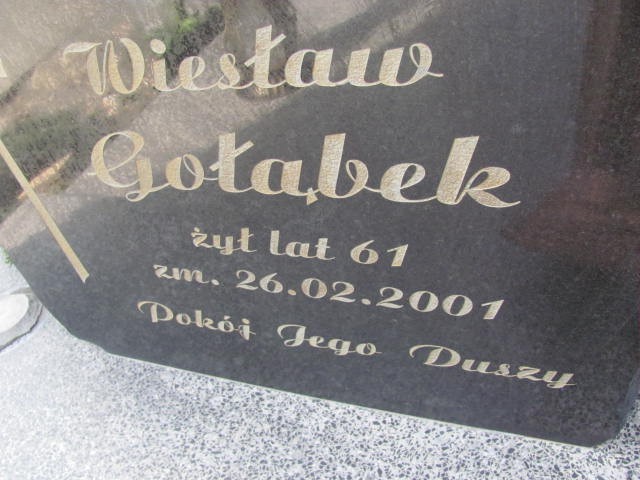 Wiesław
Gołąbek
żył lat 61
zm. 26.02.2001
Pokój Jego Duszy